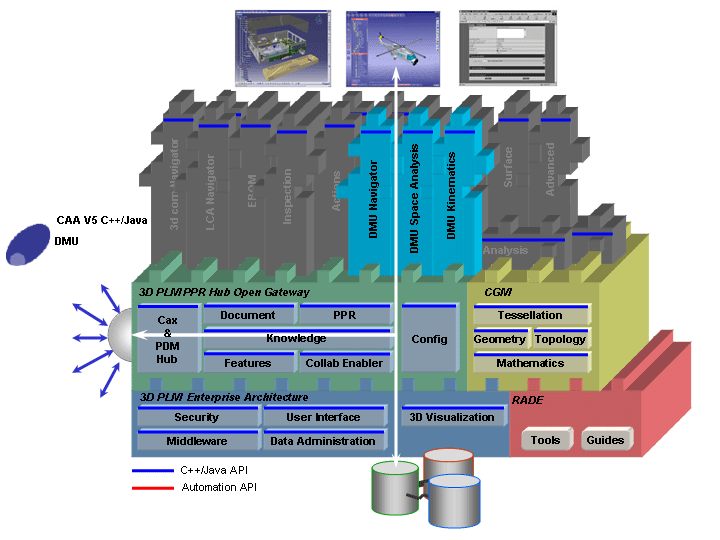 3d com Navigator
LCA Navigator
EBOM
Inspection
Actions
DMU Navigator
DMU Space Analysis
DMU Kinematics
Surface
Advanced
Analysis
CAA V5 C++/Java
DMU
3D PLM PPR Hub Open Gateway
CGM
Cax
&
PDM
Hub
Document
PPR
Knowledge
Features
Collab Enabler
Config
Tessellation
Geometry
Topology
Mathematics
3D PLM Enterprise Architecture
Security
User Interface
3D Visualization
Middleware
Data Administration
RADE
Tools
Guides
C++/Java API
Automation API